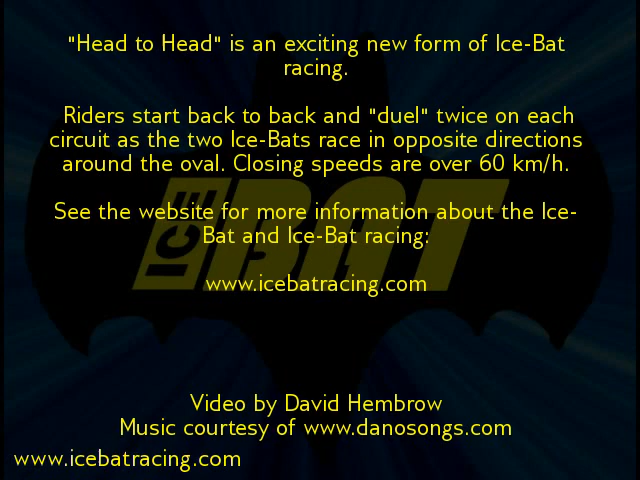 "Head to Head" is an exciting new form of Ice-Bat
racing.
Riders start back to back and "duel" twice on each
circuit as the two Ice-Bats race in opposite directions
around the oval. Closing speeds are over 60 km/h.
See the website for more information about the Ice-
Bat and Ice-Bat racing:
ICE
BAT
www.icebatracing.com
Video by David Hembrow
Music courtesy of www.danosongs.com
www.icebatracing.com